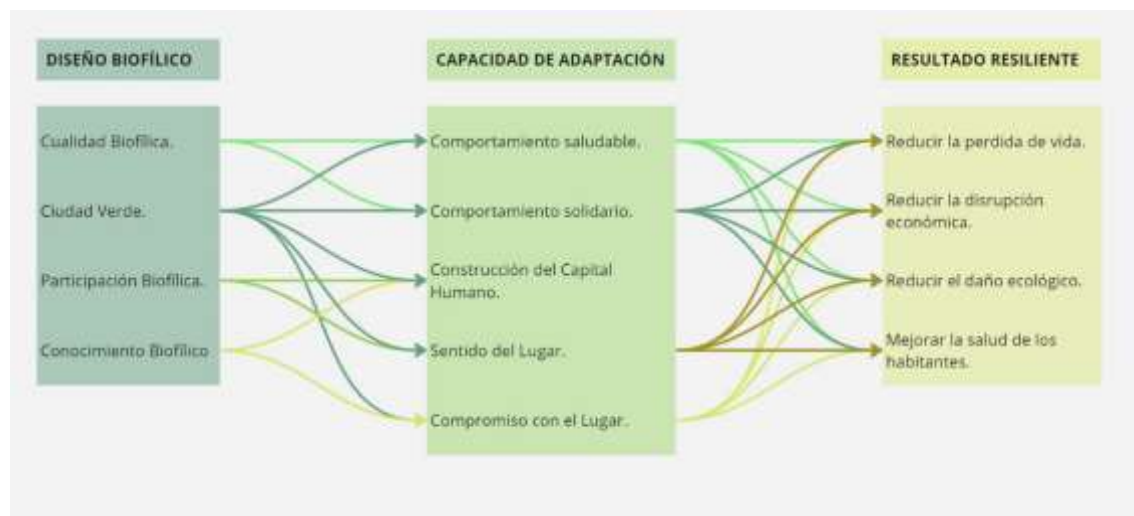 DISEÑO BIOFÍLICO
Cualidad Biofílica.
Ciudad Verde.
Participación Biofílica.
Conocimiento Biofílico
CAPACIDAD DE ADAPTACIÓN
Comportamiento saludable.
Comportamiento solidario.
Construcción del Capital
Humano.
Sentido del Lugar.
Compromiso con el Lugar.
RESULTADO RESILIENTE
Reducir la perdida de vida.
Reducir la disrupción
económica.
Reducir el daño ecológico.
Mejorar la salud de los
habitantes.